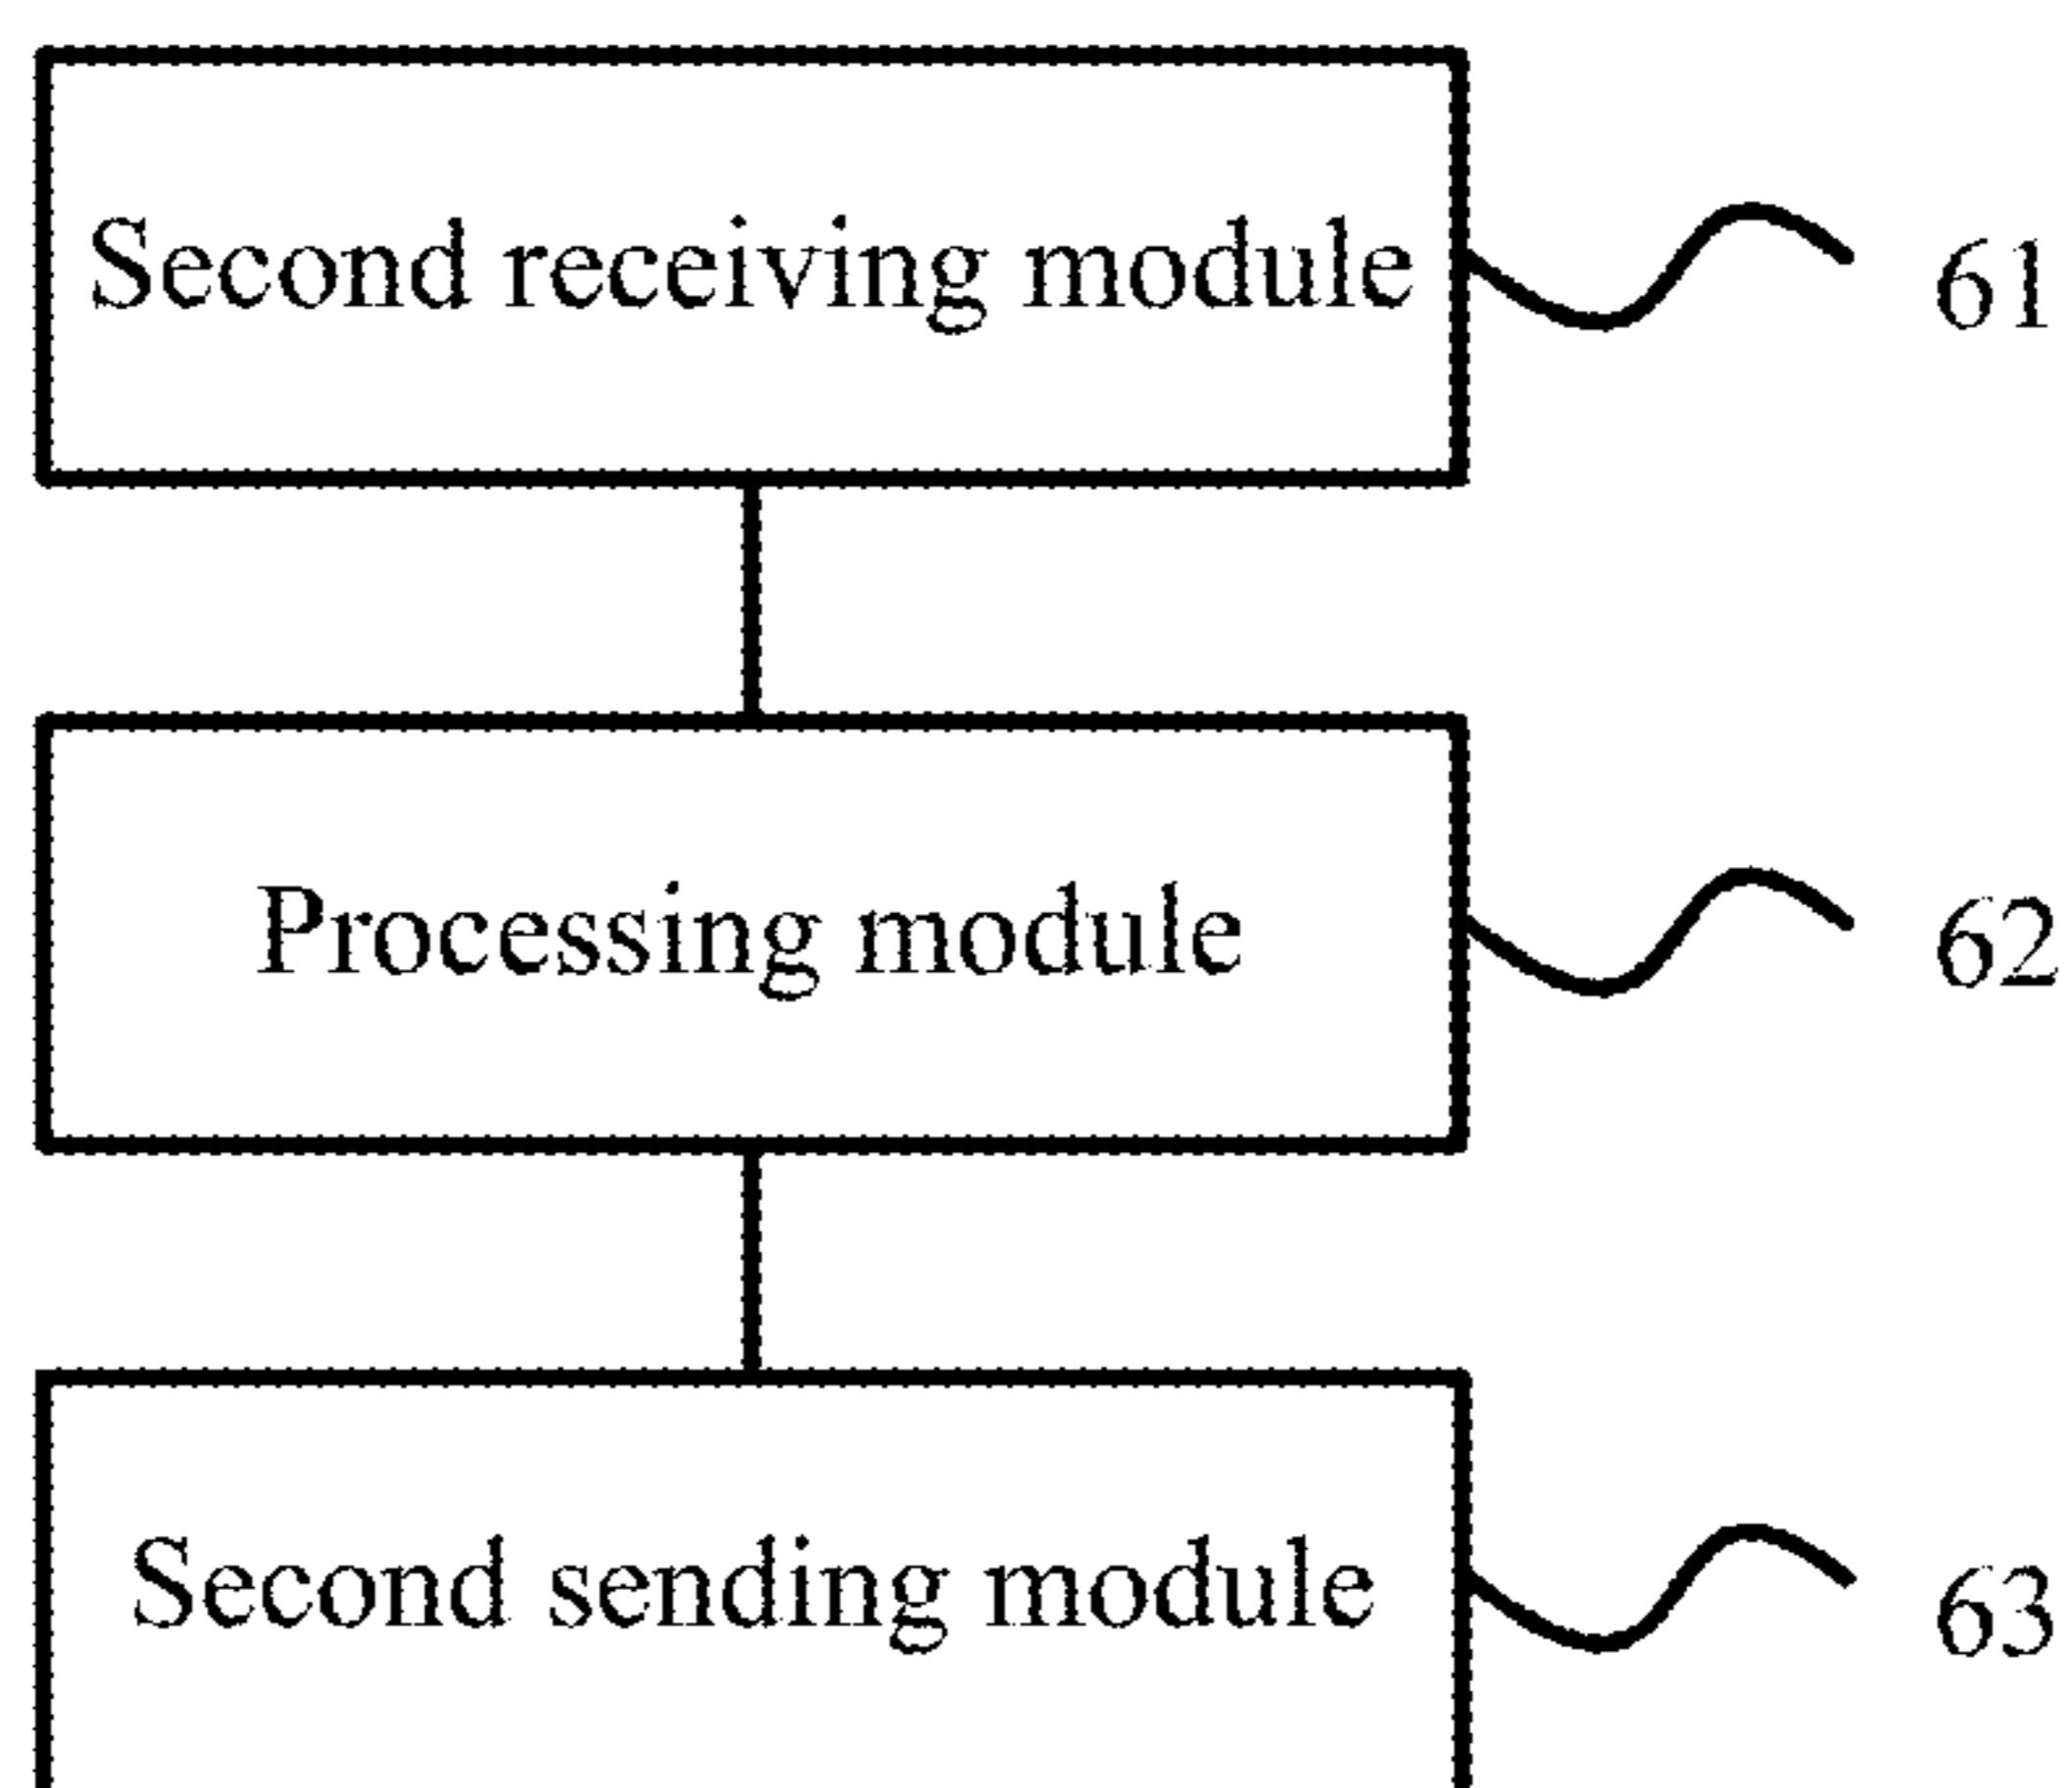 Second receiving module
61
Processing module
62
Second sending module
63